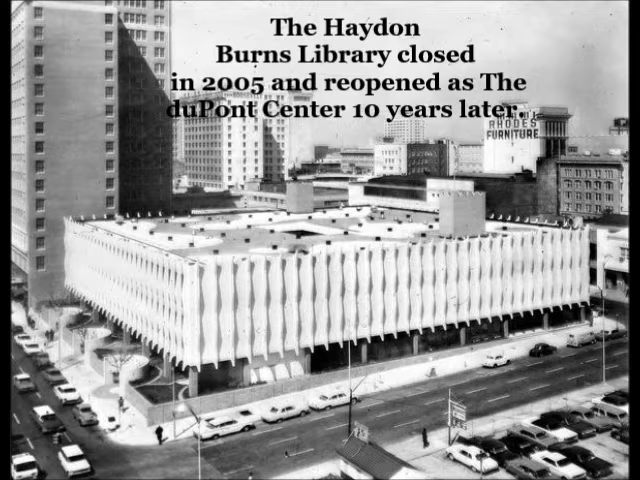 The Haydon
Burns Library closed
in 2005 and reopened as The
duPont Center 10 years later.
RHODES
FURNITURE